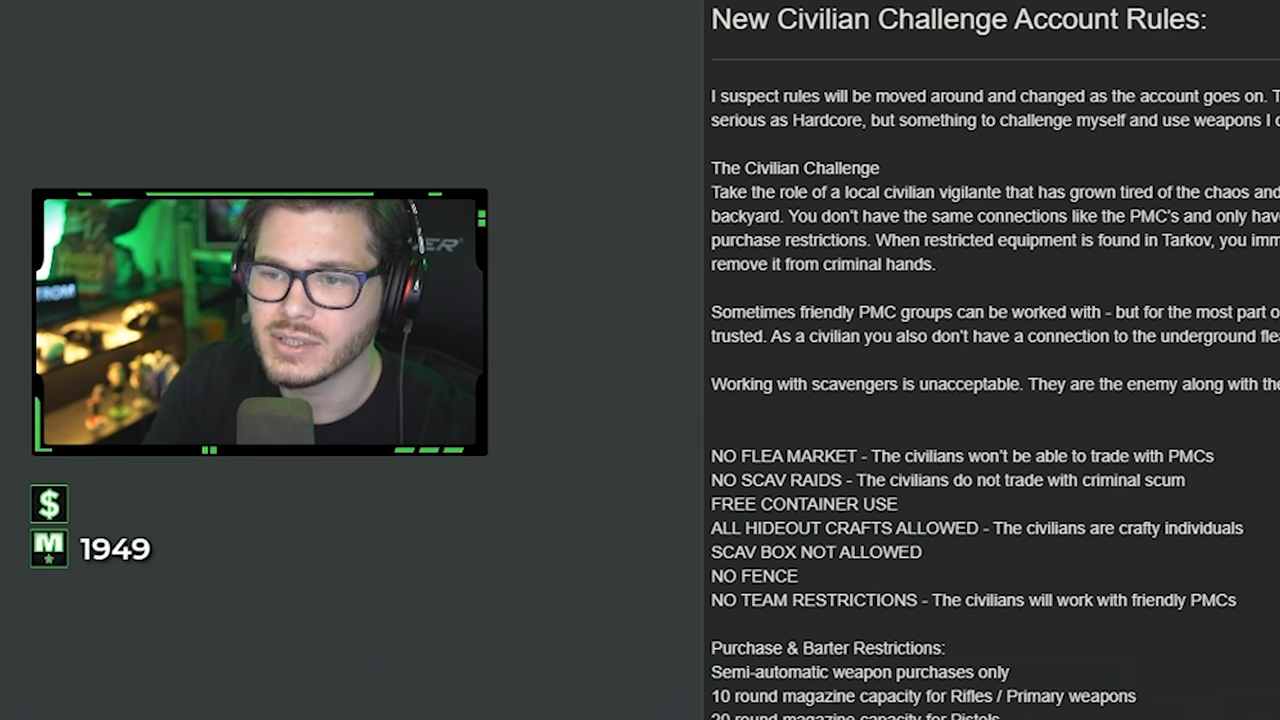 New Civilian Challenge Account Rules:
I suspect rules will be moved around and changed as the account goes on. T
serious as Hardcore, but something to challenge myself and use weapons I
The Civilian Challenge
Take the role of a local civilian vigilante that has grown tired of the chaos and
backyard. You don't have the same connections like the PMC's and only hav
purchase restrictions. When restricted equipment is found in Tarkov, you imm
remove it from criminal hands.
Sometimes friendly PMC groups can be worked with - but for the most part o
trusted. As a civilian you also don't have a connection to the underground flea
Working with scavengers is unacceptable. They are the enemy along with the
NO FLEA MARKET - The civilians won't be able to trade with PMCs
NO SCAV RAIDS - The civilians do not trade with criminal scum
FREE CONTAINER USE
ALL HIDEOUT CRAFTS ALLOWED - The civilians are crafty individuals
SCAV BOX NOT ALLOWED
NO FENCE
NO TEAM RESTRICTIONS - The civilians will work with friendly PMCs
Purchase & Barter Restrictions:
Semi-automatic weapon purchases only
10 round magazine capacity for Rifles / Primary weapons
20 round magazine capacity for Pistols
$
M
1949